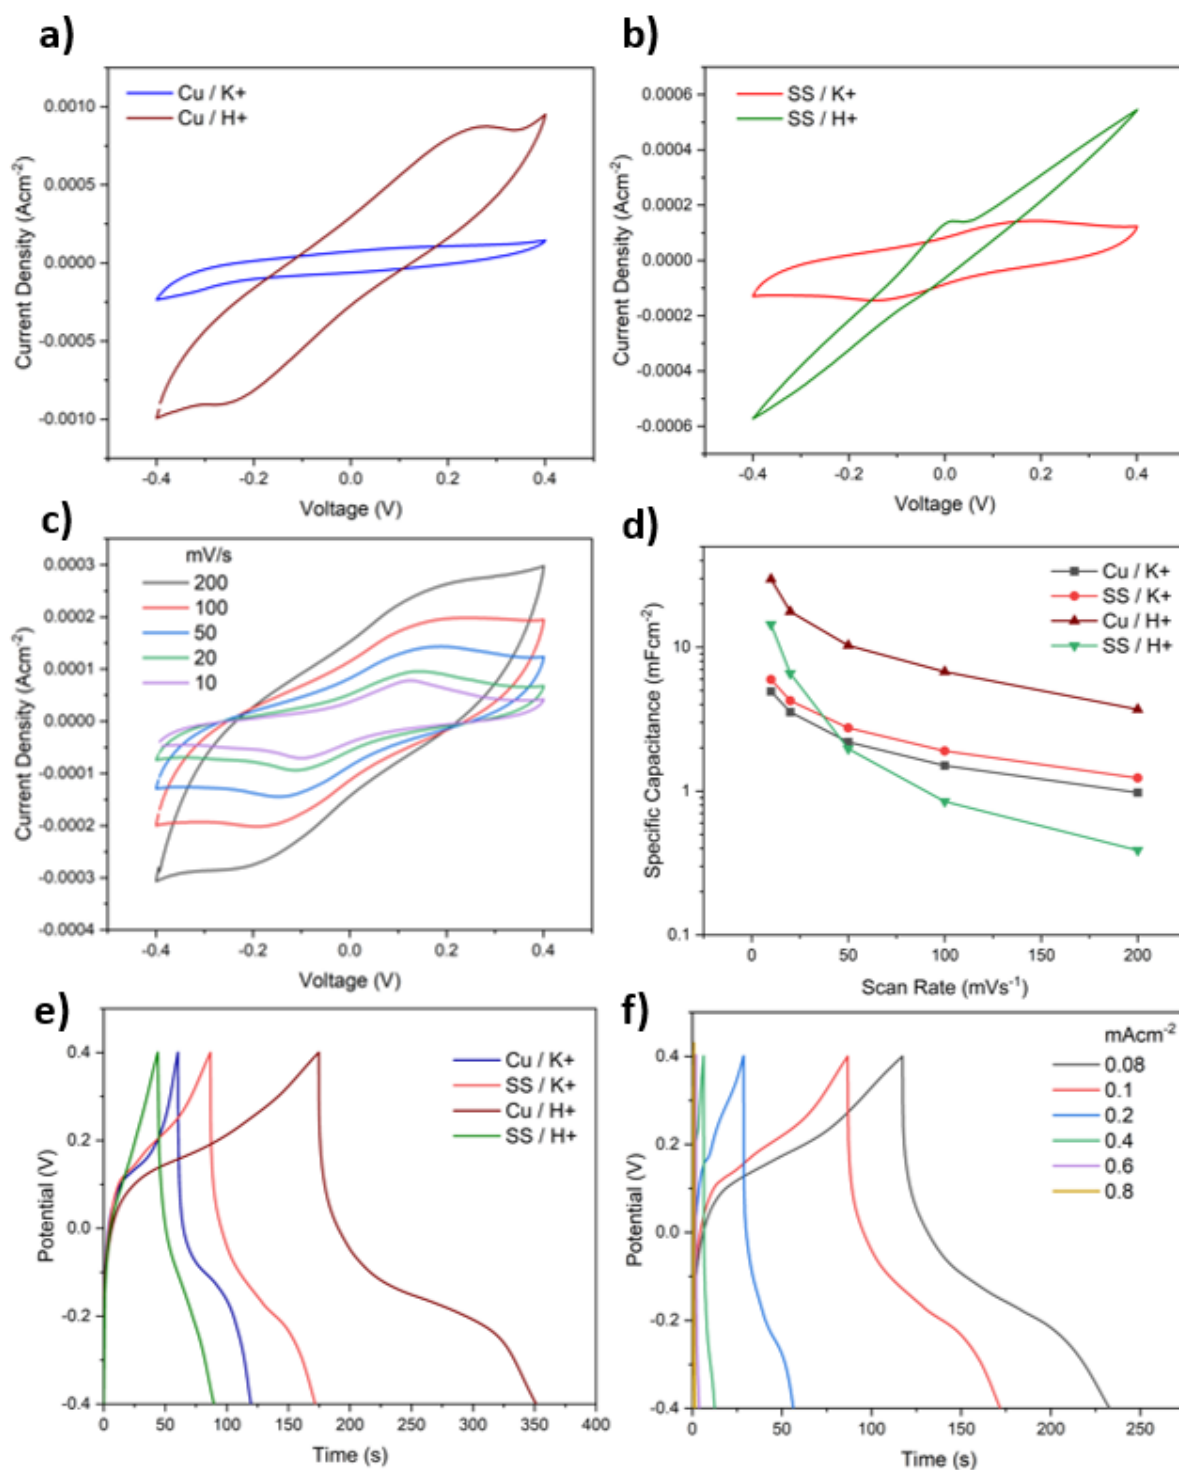 a)
Cu / K+
Cu / H+
0.0010
0.0005
0.0000
-0.0005
-0.0010
Current Density (Acm-2)
-0.4 -0.2 0.0 0.2 0.4
Voltage (V)
b)
SS / K+
SS / H+
0.0006
0.0004
0.0002
0.0000
-0.0002
-0.0004
-0.0006
Current Density (Acm-2)
-0.4 -0.2 0.0 0.2 0.4
Voltage (V)
c)
mV/s
200
100
50
20
10
0.0003
0.0002
0.0001
0.0000
-0.0001
-0.0002
-0.0003
-0.0004
Current Density (Acm-2)
-0.4 -0.2 0.0 0.2 0.4
Voltage (V)
d)
Cu / K+
SS / K+
Cu / H+
SS / H+
10
1
0.1
Specific Capacitance (mFcm-2)
0 50 100 150 200
Scan Rate (mVs-1)
e)
Cu / K+
SS / K+
Cu / H+
SS / H+
0.4
0.2
0.0
-0.2
-0.4
Potential (V)
0 50 100 150 200 250 300 350 400
Time (s)
f)
mAcm-2
0.08
0.1
0.2
0.4
0.6
0.8
0.4
0.2
0.0
-0.2
-0.4
Potential (V)
0 50 100 150 200 250
Time (s)